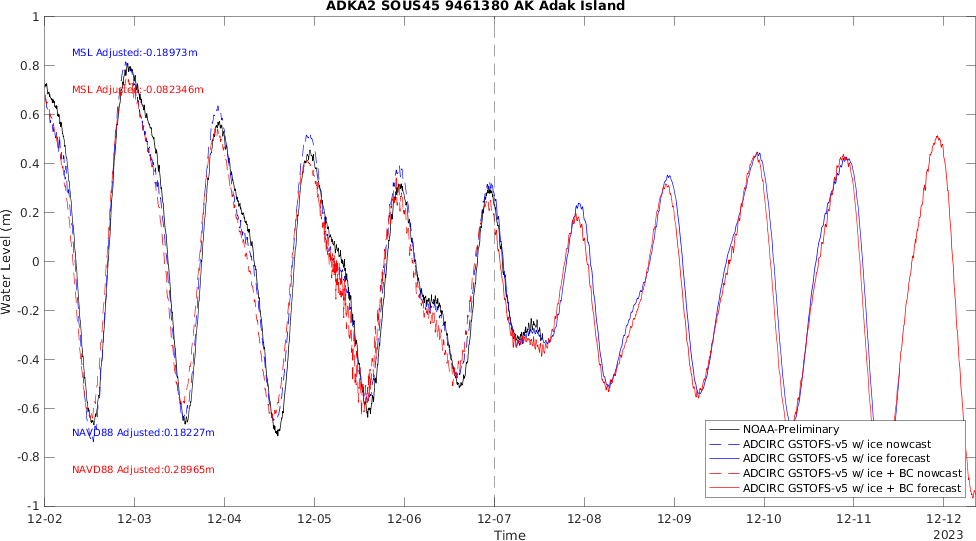 ADKA2 SOUS45 9461380 AK Adak Island
1
0.8
0.6
0.4
0.2
0
-0.2
-0.4
-0.6
-0.8
-1
Water Level (m)
MSL Adjusted:-0.18973m
MSL Adjusted:-0.082346m
NAVD88 Adjusted:0.18227m
NAVD88 Adjusted:0.28965m
NOAA-Preliminary
ADCIRC GSTOFS-v5 w/ ice nowcast
ADCIRC GSTOFS-v5 w/ ice forecast
ADCIRC GSTOFS-v5 w/ ice + BC nowcast
ADCIRC GSTOFS-v5 w/ ice + BC forecast
12-02 12-03 12-04 12-05 12-06 12-07 12-08 12-09 12-10 12-11 12-12
2023
Time